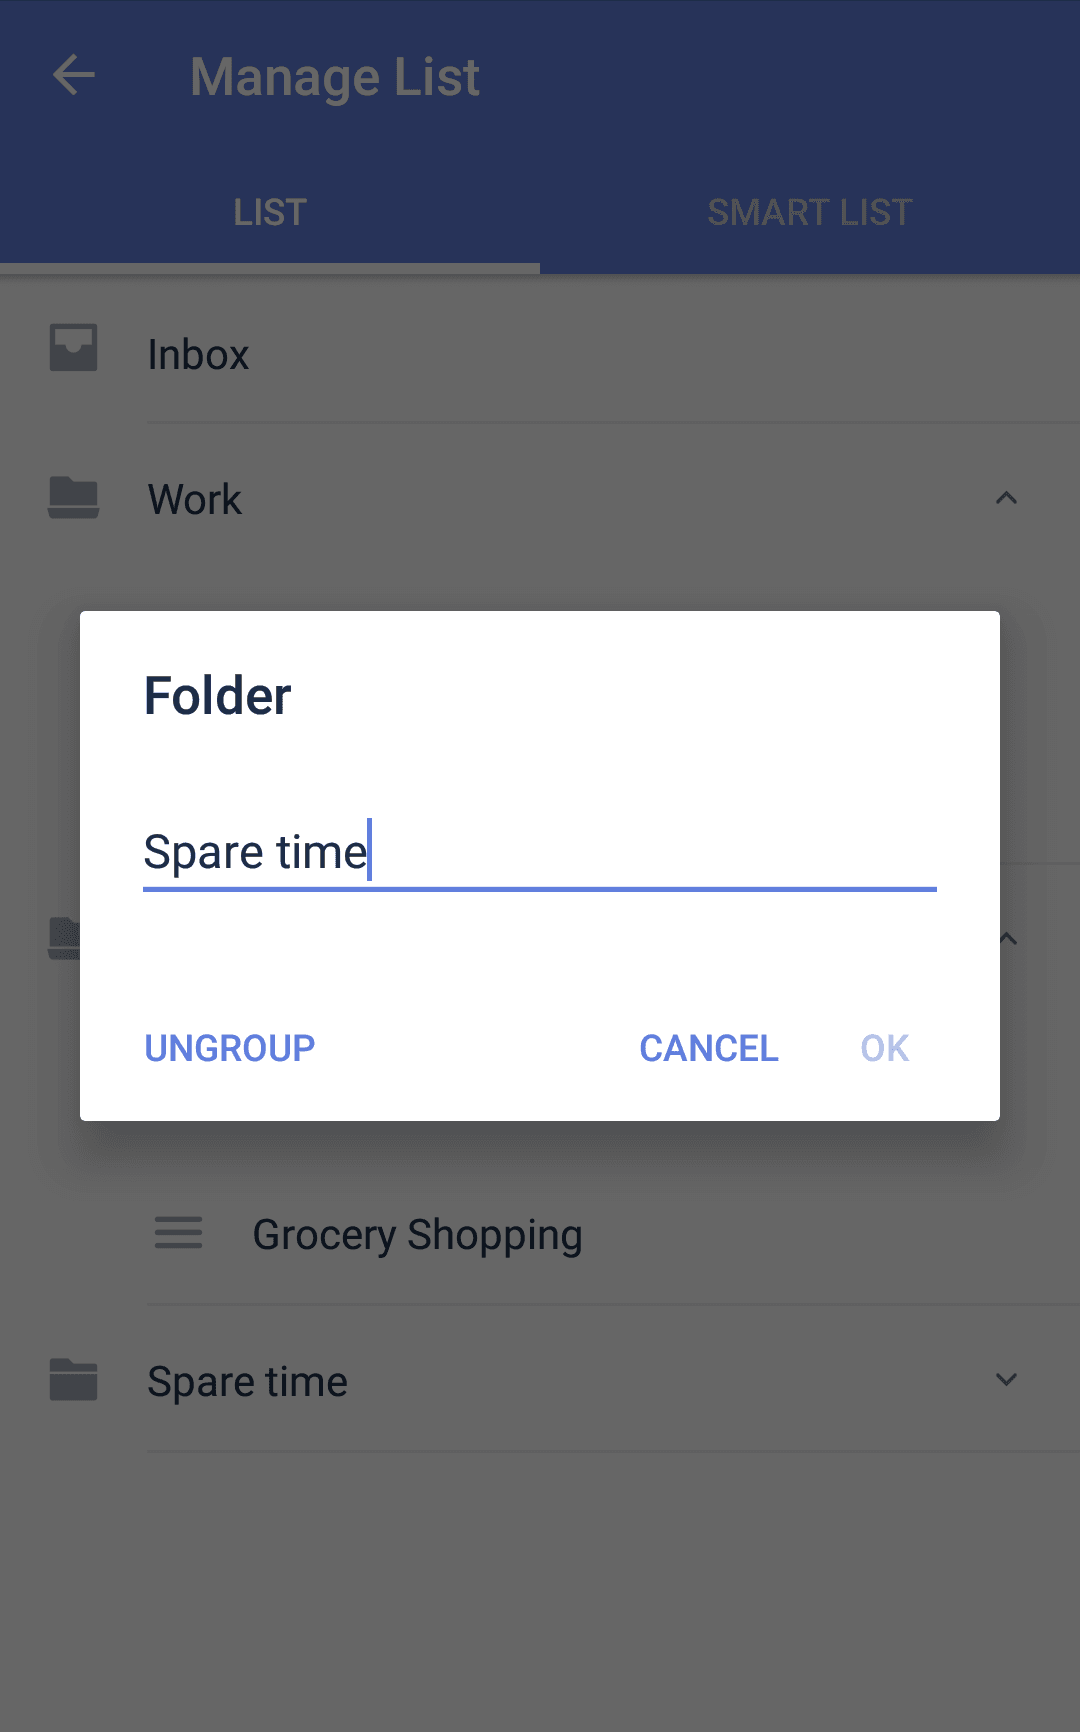 Manage List
LIST
SMART LIST
Inbox
Work
Folder
Spare time
UNGROUP
CANCEL
OK
Grocery Shopping
Spare time